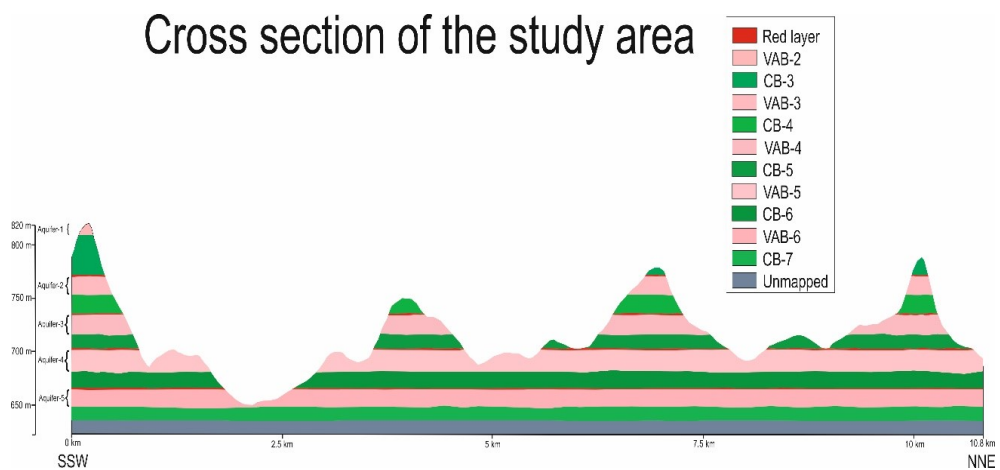 Cross section of the study area
Red layer
VAB-2
CB-3
VAB-3
CB-4
VAB-4
CB-5
VAB-5
CB-6
VAB-6
CB-7
Unmapped
820 m
800 m
750 m
700 m
650 m
Aquifer-1
Aquifer-2
Aquifer-3
Aquifer-4
Aquifer-5
0 km
2.5 km
5 km
7.5 km
10 km
10.8 km
SSW
NNE